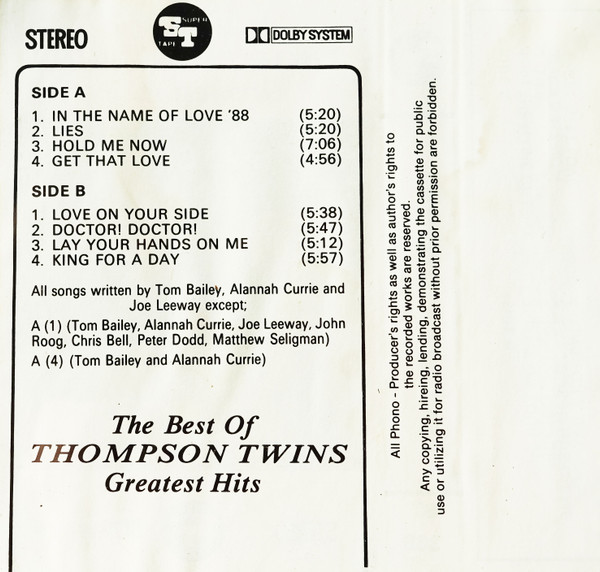 STEREO
SUPER
ST
TAPE
DOLBY SYSTEM
SIDE A
1. IN THE NAME OF LOVE '88 (5:20)
2. LIES (5:20)
3. HOLD ME NOW (7:06)
4. GET THAT LOVE (4:56)
SIDE B
1. LOVE ON YOUR SIDE (5:38)
2. DOCTOR! DOCTOR! (5:47)
3. LAY YOUR HANDS ON ME (5:12)
4. KING FOR A DAY (5:57)
All songs written by Tom Bailey, Alannah Currie and
Joe Leeway except;
A (1) (Tom Bailey, Alannah Currie, Joe Leeway, John
Roog, Chris Bell, Peter Dodd, Matthew Seligman)
A (4) (Tom Bailey and Alannah Currie)
The Best Of
THOMPSON TWINS
Greatest Hits
All Phono - Producer's rights as well as author's rights to
the recorded works are reserved.
Any copying, hireing, lending, demonstrating the cassette for public
use or utilizing it for radio broadcast without prior permission are forbidden.